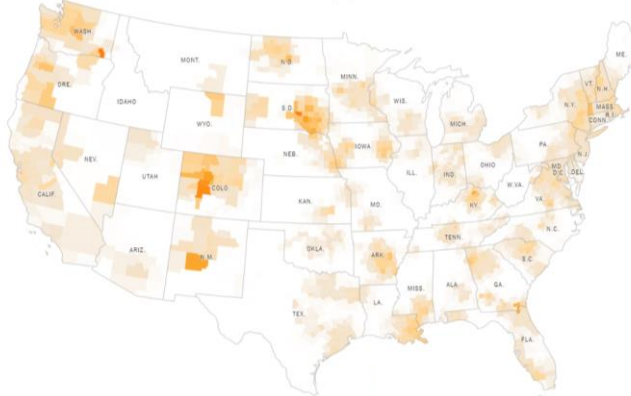 WASH.
ME.
MONT.
N.D.
ORE.
MINN.
VT.
N.H.
IDAHO
WIS.
S.D.
N.Y.
MASS.
R.I.
CONN.
WYO.
MICH.
PA.
N.J.
NEB.
IOWA
OHIO
NEV.
UTAH
ILL.
IND.
MD.
D.C.
DEL.
COLO.
W.VA.
CALIF.
KAN.
MO.
KY.
VA.
N.C.
TENN.
ARIZ.
N.M.
OKLA.
ARK.
S.C.
MISS.
ALA.
GA.
TEX.
LA.
FLA.